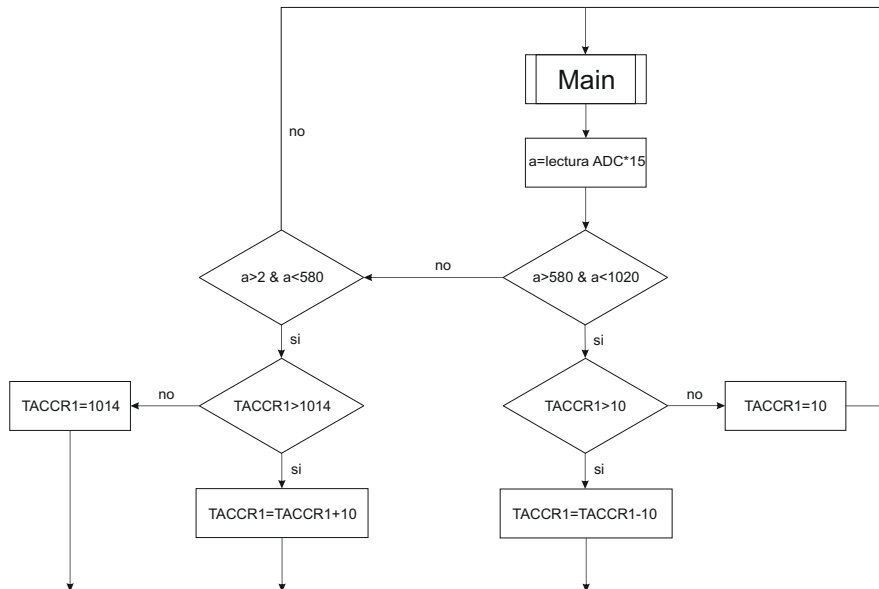 Main
no
a=lectura ADC*15
a>2 & a<580
no
a>580 & a<1020
si
si
TACCR1=1014
no
TACCR1>1014
TACCR1>10
no
TACCR1=10
si
si
TACCR1=TACCR1+10
TACCR1=TACCR1-10